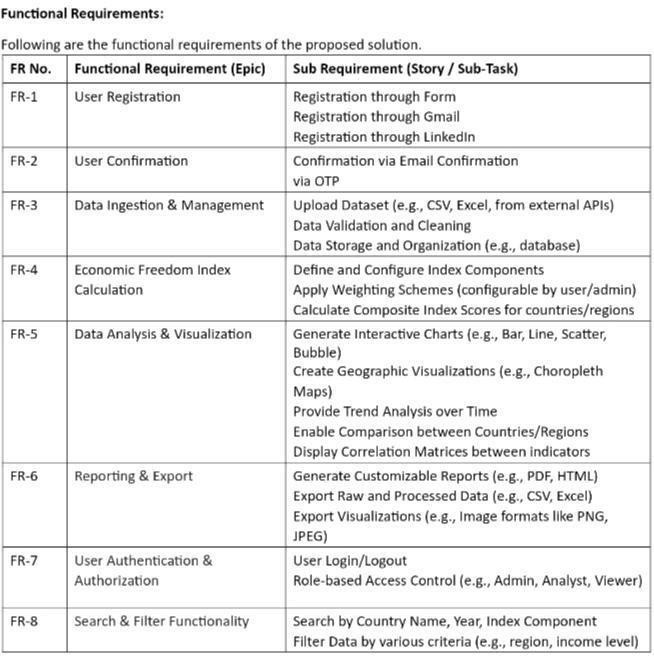 Functional Requirements:
Following are the functional requirements of the proposed solution.
FR No. Functional Requirement (Epic) Sub Requirement (Story / Sub-Task)
FR-1 User Registration Registration through Form
Registration through Gmail
Registration through LinkedIn
FR-2 User Confirmation Confirmation via Email Confirmation
via OTP
FR-3 Data Ingestion & Management Upload Dataset (e.g., CSV, Excel, from external APIs)
Data Validation and Cleaning
Data Storage and Organization (e.g., database)
FR-4 Economic Freedom Index Define and Configure Index Components
Calculation Apply Weighting Schemes (configurable by user/admin)
Calculate Composite Index Scores for countries/regions
FR-5 Data Analysis & Visualization Generate Interactive Charts (e.g., Bar, Line, Scatter,
Bubble)
Create Geographic Visualizations (e.g., Choropleth
Maps)
Provide Trend Analysis over Time
Enable Comparison between Countries/Regions
Display Correlation Matrices between indicators
FR-6 Reporting & Export Generate Customizable Reports (e.g., PDF, HTML)
Export Raw and Processed Data (e.g., CSV, Excel)
Export Visualizations (e.g., Image formats like PNG,
JPEG)
FR-7 User Authentication & User Login/Logout
Authorization Role-based Access Control (e.g., Admin, Analyst, Viewer)
FR-8 Search & Filter Functionality Search by Country Name, Year, Index Component
Filter Data by various criteria (e.g., region, income level)